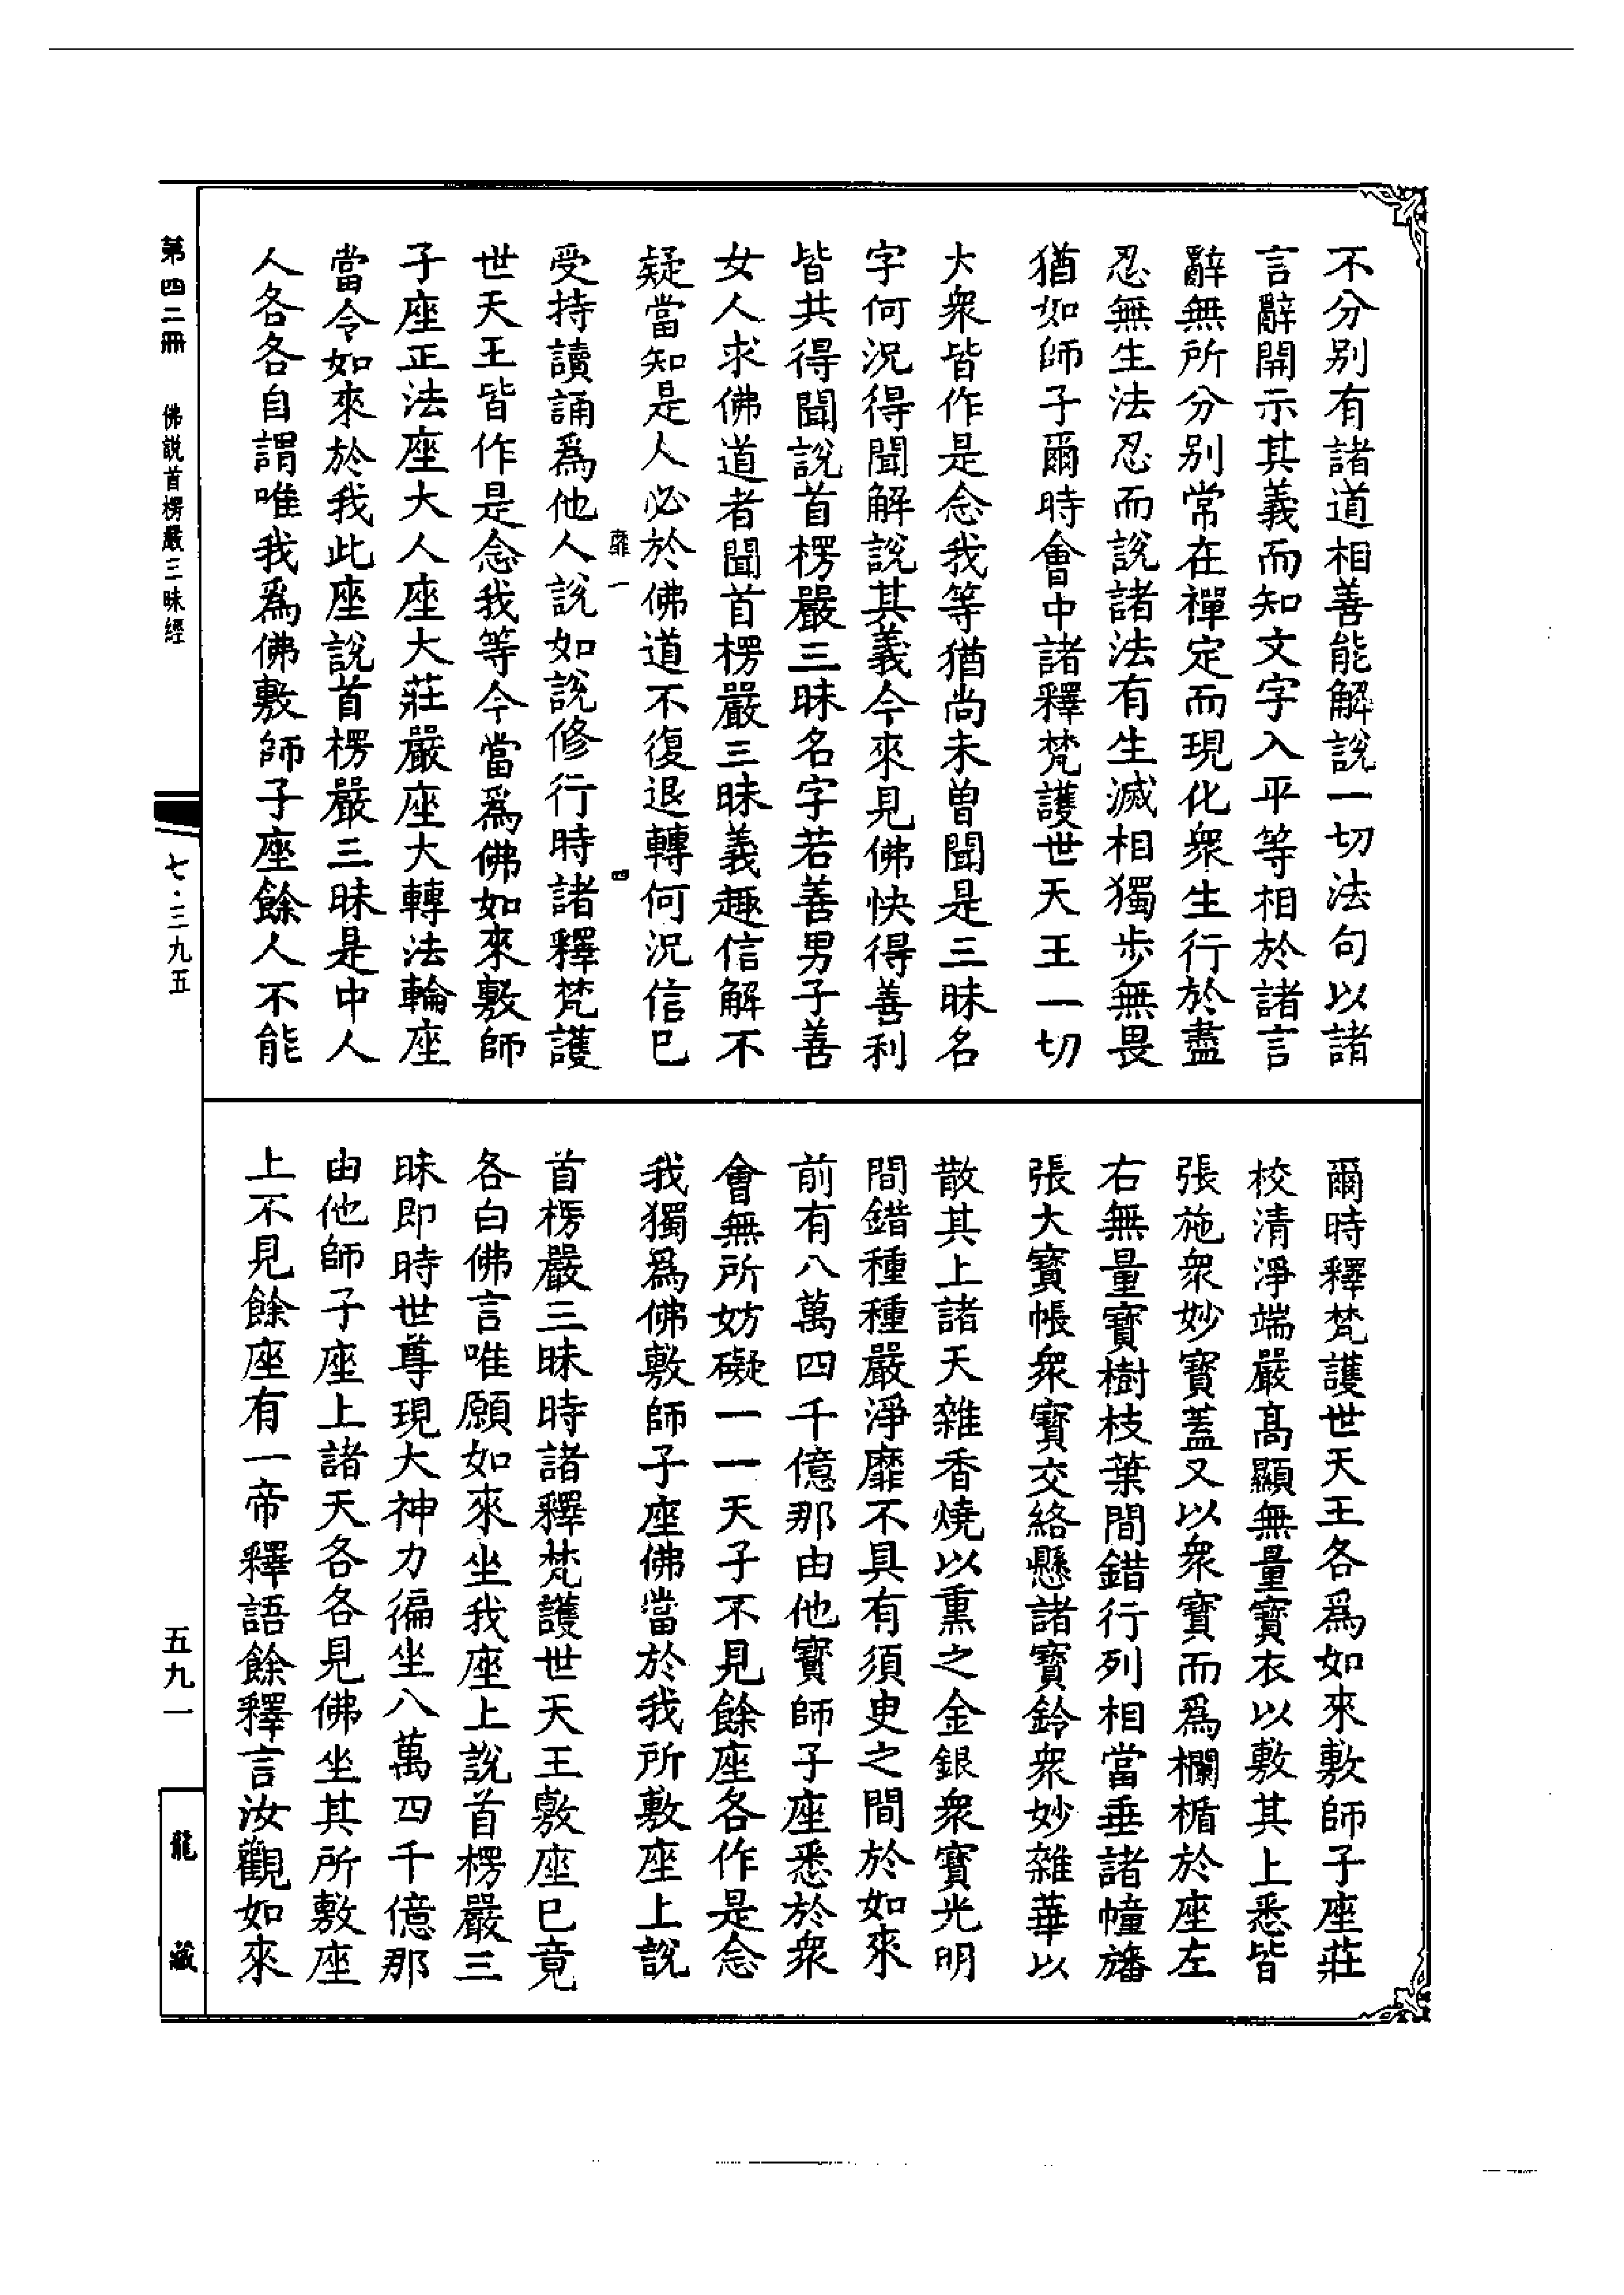 不分別有諸道相善能解說一切法句以諸
言辭開示其義而知文字入平等相於諸言
辭無所分別常在禪定而現化衆生行於盡
忍無生法忍而說諸法有生滅相獨步無畏
猶如師子爾時會中諸釋梵護世天王一切
大衆皆作是念我等猶尚未曾聞是三昧名
字何況得聞解說其義今來見佛快得善利
皆共得聞說首楞嚴三昧名字若善男子善
女人求佛道者聞首楞嚴三昧義趣信解不
疑當知是人必於佛道不復退轉何況信已
靡一 四
受持讀誦爲他人說如說修行時諸釋梵護
世天王皆作是念我等今當爲佛如來敷師
子座正法座大人座大莊嚴座大轉法輪座
當令如來於我此座說首楞嚴三昧是中人
人各各自謂唯我爲佛敷師子座餘人不能
爾時釋梵護世天王各爲如來敷師子座莊
校清淨端嚴高顯無量寶衣以敷其上悉皆
張施衆妙寶蓋又以衆寶而爲欄楯於座左
右無量寶樹枝葉間錯行列相當垂諸幢旛
張大寶帳衆寶交絡懸諸寶鈴衆妙雜華以
散其上諸天雜香燒以熏之金銀衆寶光明
間錯種種嚴淨靡不具有須臾之間於如來
前有八萬四千億那由他寶師子座悉於衆
會無所妨礙一一天子不見餘座各作是念
我獨爲佛敷師子座佛當於我所敷座上說
首楞嚴三昧時諸釋梵護世天王敷座已竟
各白佛言唯願如來坐我座上說首楞嚴三
昧即時世尊現大神力徧坐八萬四千億那
由他師子座上諸天各各見佛坐其所敷座
上不見餘座有一帝釋語餘釋言汝觀如來
第四二冊 佛說首楞嚴三昧經
七·三九五
五九一
龍藏